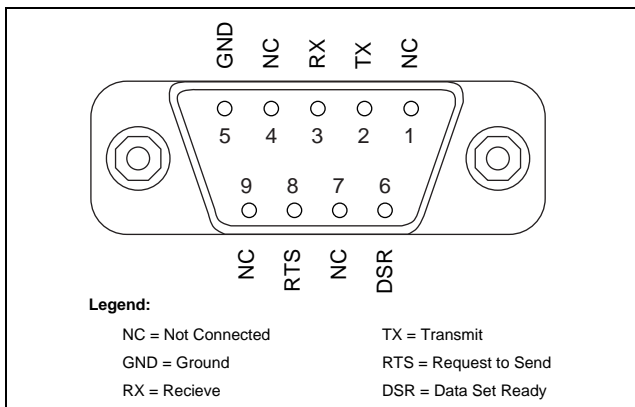 GND NC RX TX NC
5 4 3 2 1
9 8 7 6
NC RTS NC DSR
Legend:
NC = Not Connected
TX = Transmit
GND = Ground
RTS = Request to Send
RX = Recieve
DSR = Data Set Ready